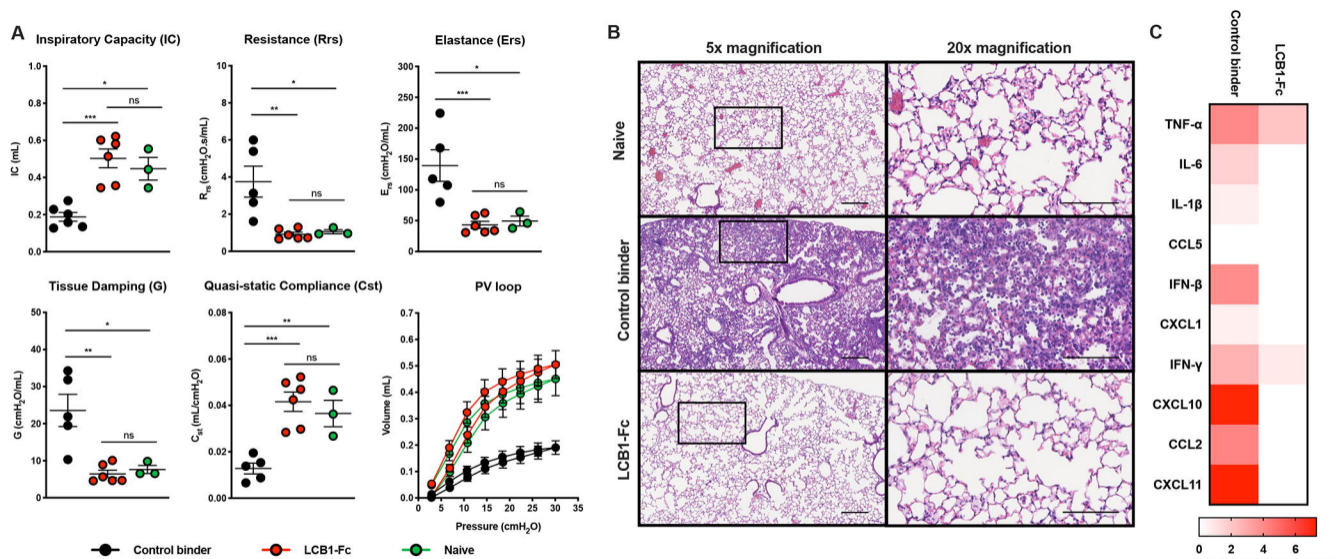 A
Inspiratory Capacity (IC)
IC (mL)
1.0
0.8
0.6
0.4
0.2
0.0
*
ns
***
Resistance (Rrs)
Rrs (cmH2O.s/mL)
10
8
6
4
2
0
*
**
ns
Elastance (Ers)
Ers (cmH2O/mL)
300
250
200
150
100
50
0
*
***
ns
Tissue Damping (G)
G (cmH2O/mL)
50
40
30
20
10
0
*
**
ns
Quasi-static Compliance (Cst)
Cst (mL/cmH2O)
0.08
0.06
0.04
0.02
0.00
**
***
ns
PV loop
Volume (mL)
0.7
0.6
0.5
0.4
0.3
0.2
0.1
0.0
0 5 10 15 20 25 30 35
Pressure (cmH2O)
Control binder LCB1-Fc Naive
B
5x magnification 20x magnification
Naive
Control binder
LCB1-Fc
C
Control binder
LCB1-Fc
TNF-α
IL-6
IL-1β
CCL5
IFN-β
CXCL1
IFN-γ
CXCL10
CCL2
CXCL11
0 2 4 6